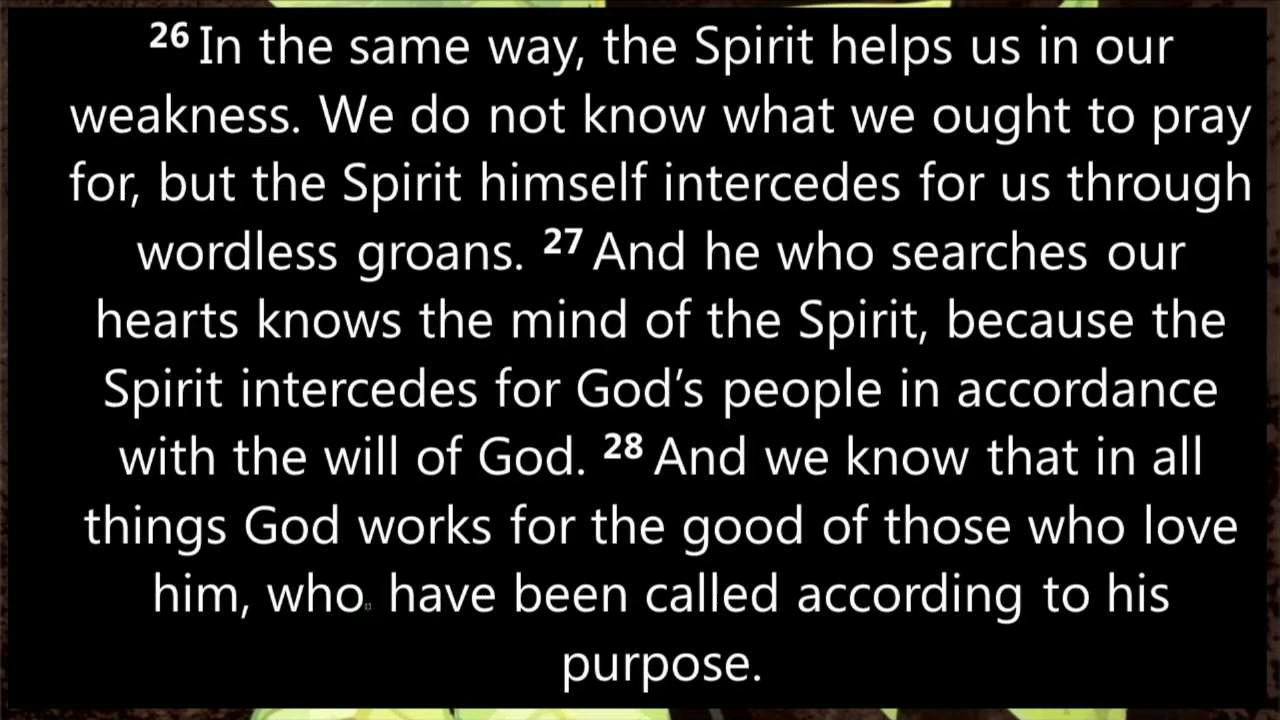 26 In the same way, the Spirit helps us in our
weakness. We do not know what we ought to pray
for, but the Spirit himself intercedes for us through
wordless groans. 27 And he who searches our
hearts knows the mind of the Spirit, because the
Spirit intercedes for God’s people in accordance
with the will of God. 28 And we know that in all
things God works for the good of those who love
him, who have been called according to his
purpose.